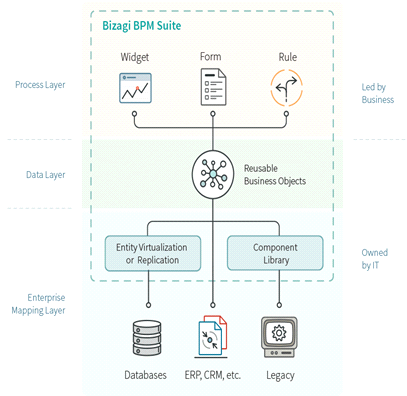 Bizagi BPM Suite
Widget
Form
Rule
Process Layer
Led by
Business
Data Layer
Reusable
Business Objects
Entity Virtualization
or Replication
Component
Library
Owned
by IT
Enterprise
Mapping Layer
Databases
ERP, CRM, etc.
Legacy